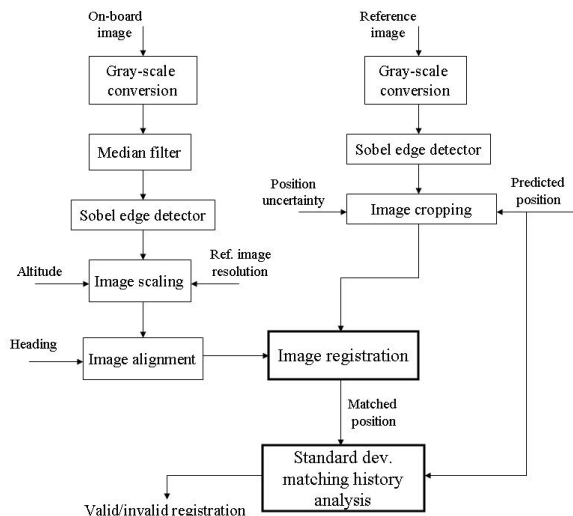 On-board
image
Reference
image
Gray-scale
conversion
Gray-scale
conversion
Median filter
Sobel edge detector
Position
uncertainty
Predicted
position
Image cropping
Sobel edge detector
Altitude
Ref. image
resolution
Image scaling
Heading
Image alignment
Image registration
Matched
position
Standard dev.
matching history
analysis
Valid/invalid registration